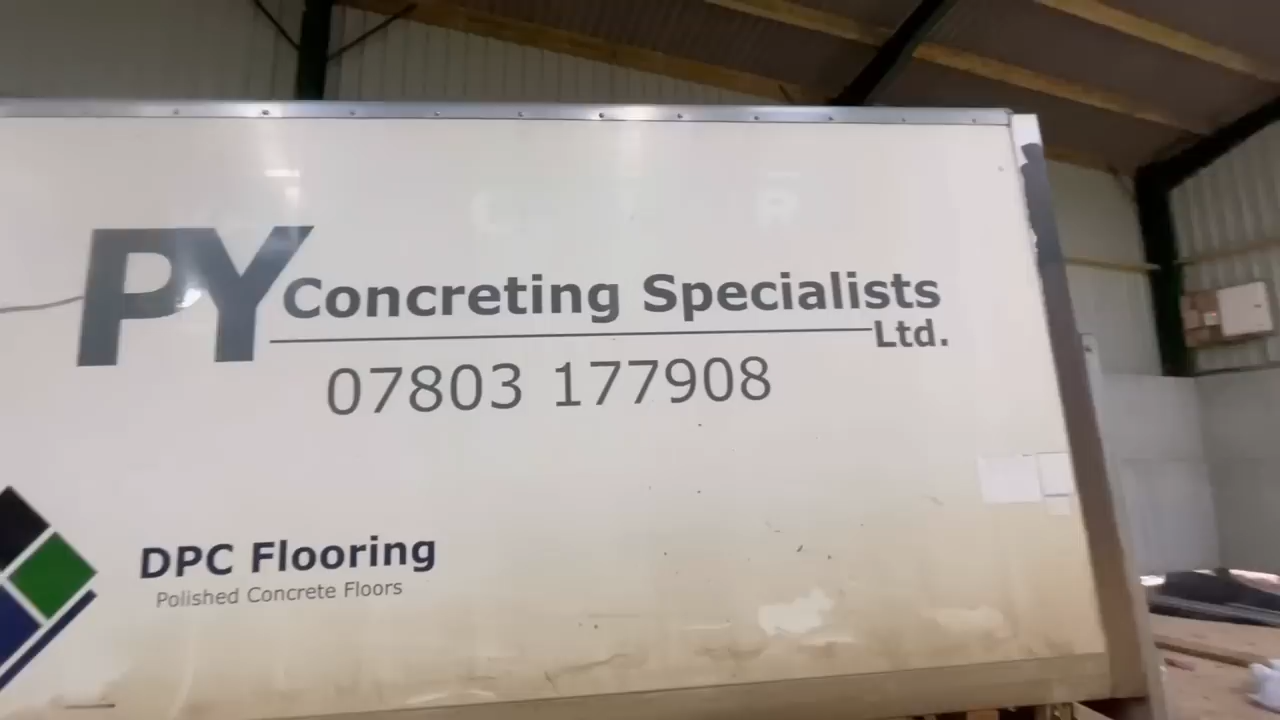 PY Concreting Specialists
Ltd.
07803 177908
DPC Flooring
Polished Concrete Floors